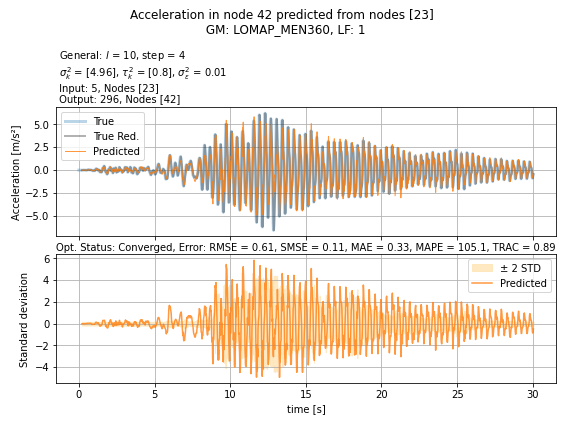 Acceleration in node 42 predicted from nodes [23]
GM: LOMAP_MEN360, LF: 1
General: l = 10, step = 4
σ²ₖ = [4.96], τ²ₖ = [0.8], σ²ε = 0.01
Input: 5, Nodes [23]
Output: 296, Nodes [42]
True
True Red.
Predicted
5.0
2.5
0.0
−2.5
−5.0
Acceleration [m/s²]
Opt. Status: Converged, Error: RMSE = 0.61, SMSE = 0.11, MAE = 0.33, MAPE = 105.1, TRAC = 0.89
± 2 STD
Predicted
6
4
2
0
−2
−4
Standard deviation
0 5 10 15 20 25 30
time [s]